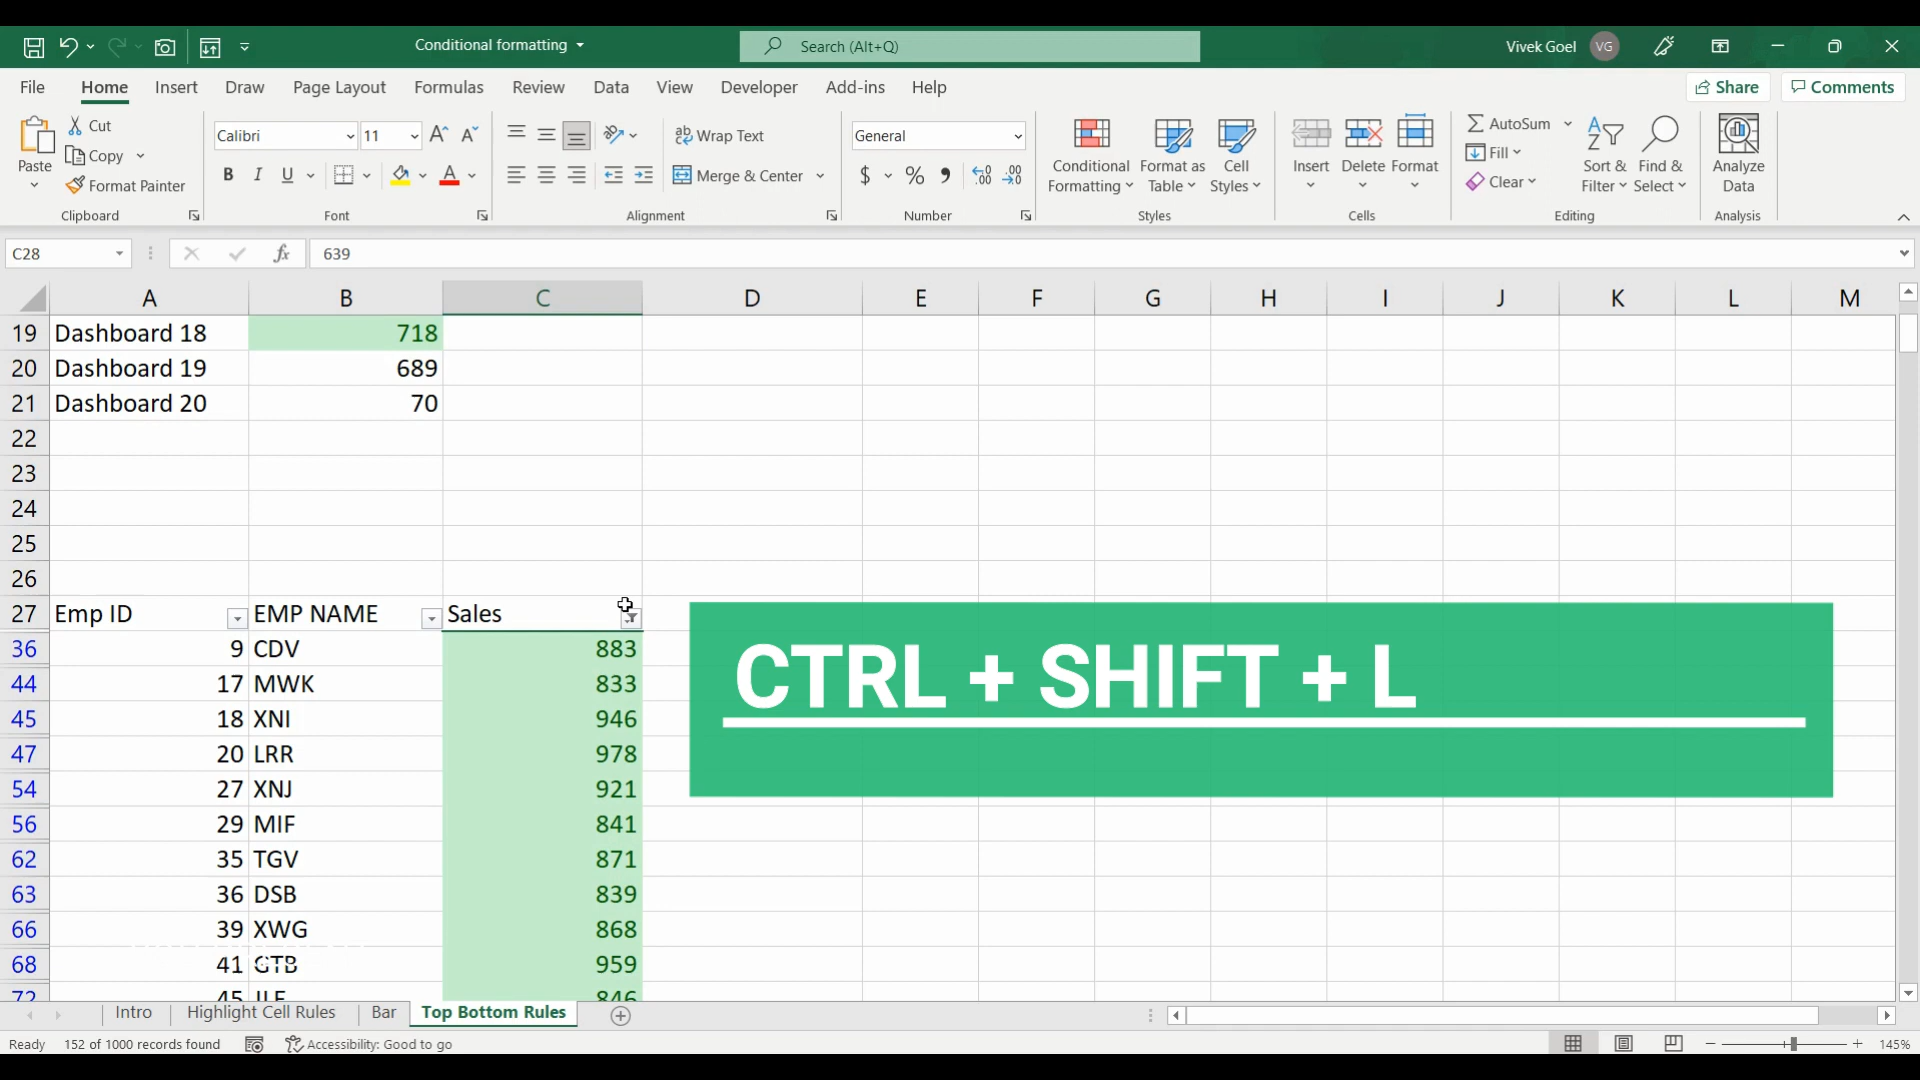 Conditional formatting
Search (Alt+Q)
Vivek Goel VG
File Home Insert Draw Page Layout Formulas Review Data View Developer Add-ins Help Share Comments
Paste Cut Copy Format Painter Clipboard
Calibri 11 B I U A A A Font
ab Wrap Text Merge & Center Alignment
General $ % 9 Number
Conditional Formatting Format as Table Cell Styles Styles
Insert Delete Format Cells
AutoSum Fill Clear Sort & Filter Find & Select Editing
Analyze Data Analysis
C28 fx 639
A B C D E F G H I J K L M
19 Dashboard 18 718
20 Dashboard 19 689
21 Dashboard 20 70
22
23
24
25
26
27 Emp ID EMP NAME Sales
36 9 CDV 883
44 17 MWK 833
45 18 XNI 946
47 20 LRR 978
54 27 XNJ 921
56 29 MIF 841
62 35 TGV 871
63 36 DSB 839
66 39 XWG 868
68 41 GTB 959
72 45 846
CTRL + SHIFT + L
Intro Highlight Cell Rules Bar Top Bottom Rules
Ready 152 of 1000 records found Accessibility: Good to go 145%